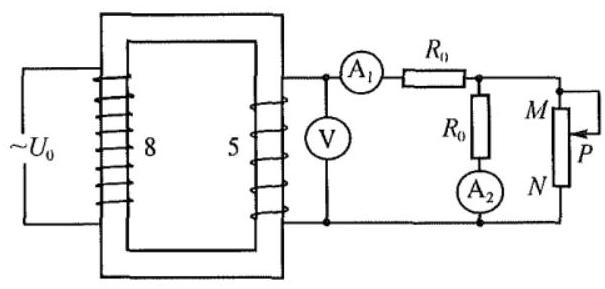 A₁ R₀
M
R₀
~U₀ 8 5 V P
N
A₂